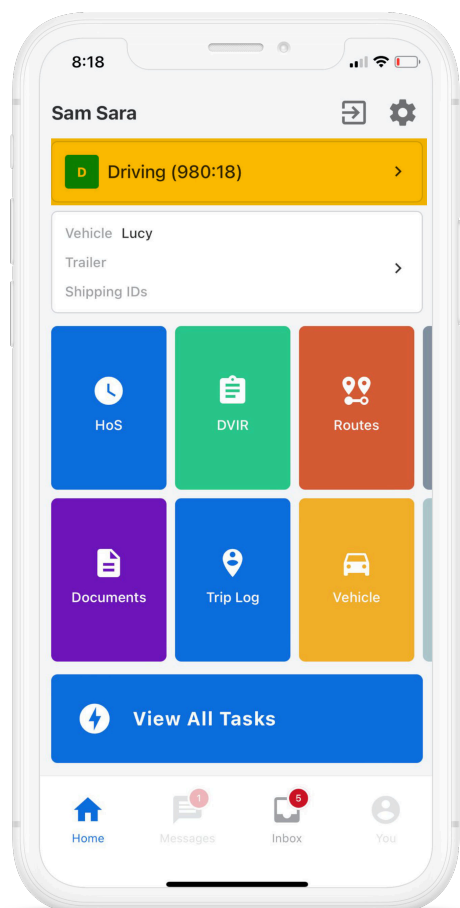 8:18
Sam Sara
D Driving (980:18)
Vehicle Lucy
Trailer
Shipping IDs
HoS DVIR Routes
Documents Trip Log Vehicle
View All Tasks
1 5
Home Messages Inbox You